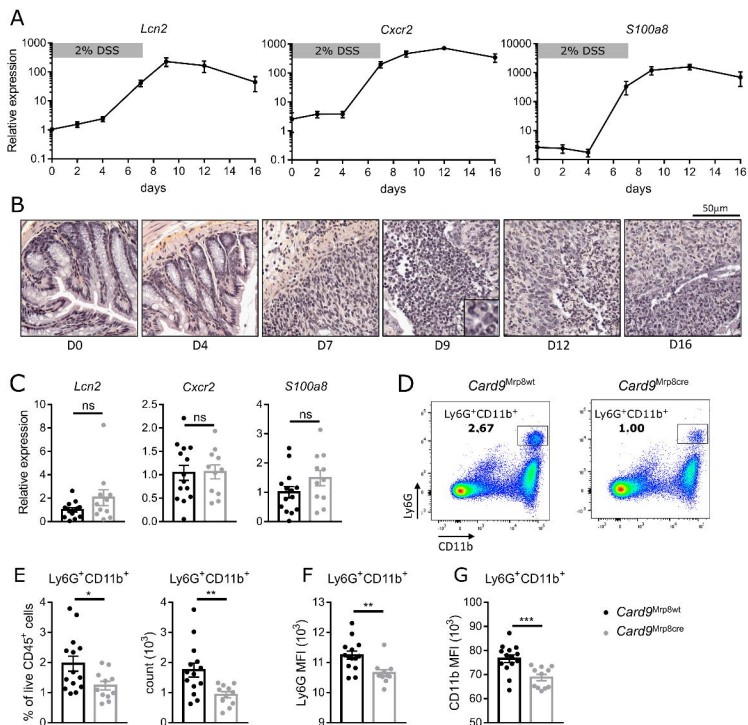 A
Lcn2
Cxcr2
S100a8
Relative expression
1000
100
10
1
0.1
2% DSS
0 2 4 6 8 10 12 14 16
days
1000
100
10
1
0.1
2% DSS
0 2 4 6 8 10 12 14 16
days
10000
1000
100
10
1
2% DSS
0 2 4 6 8 10 12 14 16
days
B
50µm
D0 D4 D7 D9 D12 D16
C
Lcn2
Cxcr2
S100a8
Relative expression
10
8
6
4
2
0
ns
2.5
2.0
1.5
1.0
0.5
0.0
ns
4
3
2
1
0
ns
D
Card9Mrp8wt
Card9Mrp8cre
Ly6G+CD11b+
2.67
Ly6G+CD11b+
1.00
Ly6G
CD11b
E
Ly6G+CD11b+
Ly6G+CD11b+
% of live CD45+ cells
4
3
2
1
0
*
count (10³)
4
3
2
1
0
**
F
Ly6G+CD11b+
Ly6G MFI (10³)
13
12
11
10
9
**
G
Ly6G+CD11b+
CD11b MFI (10³)
100
90
80
70
60
50
***
Card9Mrp8wt
Card9Mrp8cre